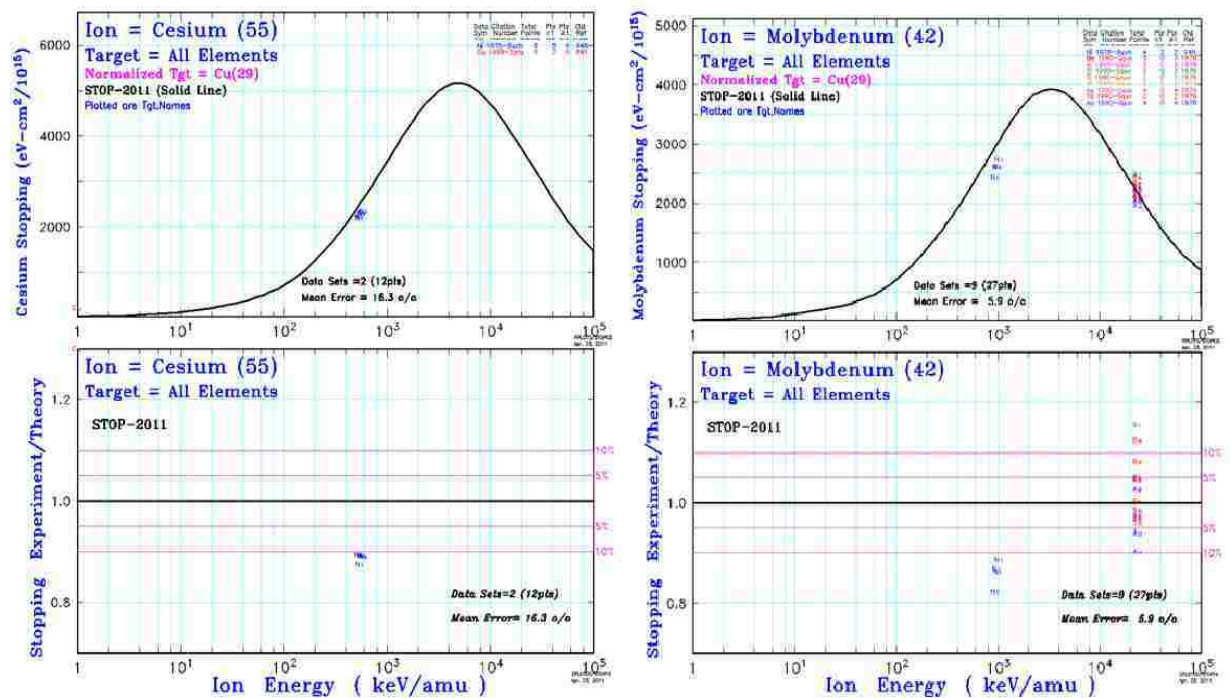 Ion = Cesium (55)
Target = All Elements
Normalized Tgt = Cu(29)
STOP-2011 (Solid Line)
Plotted are Tgt.Names
Cesium Stopping (eV-cm²/10¹⁵)
6000
4000
2000
Data Sets =2 (12pts)
Mean Error = 16.3 o/o
1 10¹ 10² 10³ 10⁴ 10⁵
Ion = Molybdenum (42)
Target = All Elements
Normalized Tgt = Cu(29)
STOP-2011 (Solid Line)
Plotted are Tgt.Names
Molybdenum Stopping (eV-cm²/10¹⁵)
5000
4000
3000
2000
1000
Data Sets =9 (27pts)
Mean Error = 5.9 o/o
1 10¹ 10² 10³ 10⁴ 10⁵
Ion = Cesium (55)
Target = All Elements
STOP-2011
Stopping Experiment/Theory
1.2
1.0
0.8
10%
5%
5%
10%
Data Sets=2 (12pts)
Mean Error= 16.3 o/o
1 10¹ 10² 10³ 10⁴ 10⁵
Ion Energy ( keV/amu )
Ion = Molybdenum (42)
Target = All Elements
STOP-2011
Stopping Experiment/Theory
1.2
1.0
0.8
10%
5%
5%
10%
Data Sets=9 (27pts)
Mean Error= 5.9 o/o
1 10¹ 10² 10³ 10⁴ 10⁵
Ion Energy ( keV/amu )